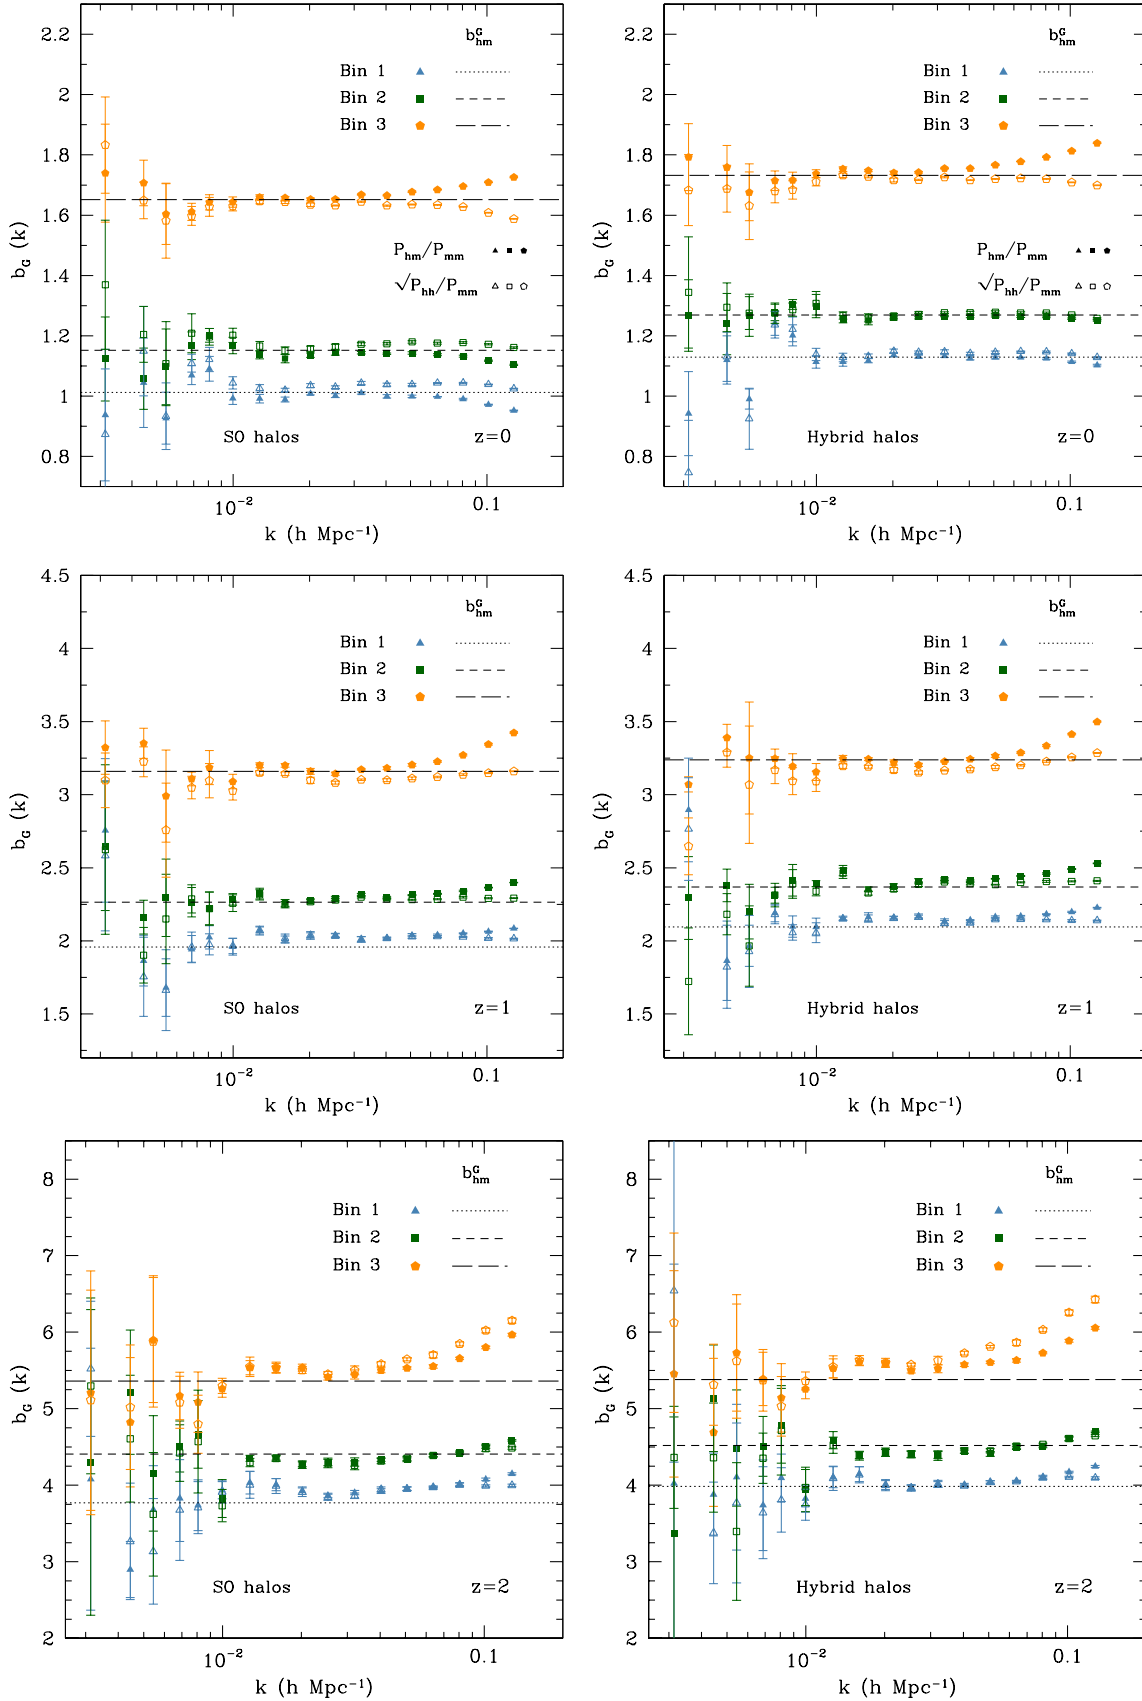 b_hm^G
Bin 1
Bin 2
Bin 3
P_hm/P_mm
√P_hh/P_mm
SO halos z=0
b_G (k)
2.2
2
1.8
1.6
1.4
1.2
1
0.8
10⁻² 0.1
k (h Mpc⁻¹)
b_hm^G
Bin 1
Bin 2
Bin 3
P_hm/P_mm
√P_hh/P_mm
Hybrid halos z=0
b_G (k)
2.2
2
1.8
1.6
1.4
1.2
1
0.8
10⁻² 0.1
k (h Mpc⁻¹)
b_hm^G
Bin 1
Bin 2
Bin 3
SO halos z=1
b_G (k)
4.5
4
3.5
3
2.5
2
1.5
10⁻² 0.1
k (h Mpc⁻¹)
b_hm^G
Bin 1
Bin 2
Bin 3
Hybrid halos z=1
b_G (k)
4.5
4
3.5
3
2.5
2
1.5
10⁻² 0.1
k (h Mpc⁻¹)
b_hm^G
Bin 1
Bin 2
Bin 3
SO halos z=2
b_G (k)
8
7
6
5
4
3
2
10⁻² 0.1
k (h Mpc⁻¹)
b_hm^G
Bin 1
Bin 2
Bin 3
Hybrid halos z=2
b_G (k)
8
7
6
5
4
3
2
10⁻² 0.1
k (h Mpc⁻¹)